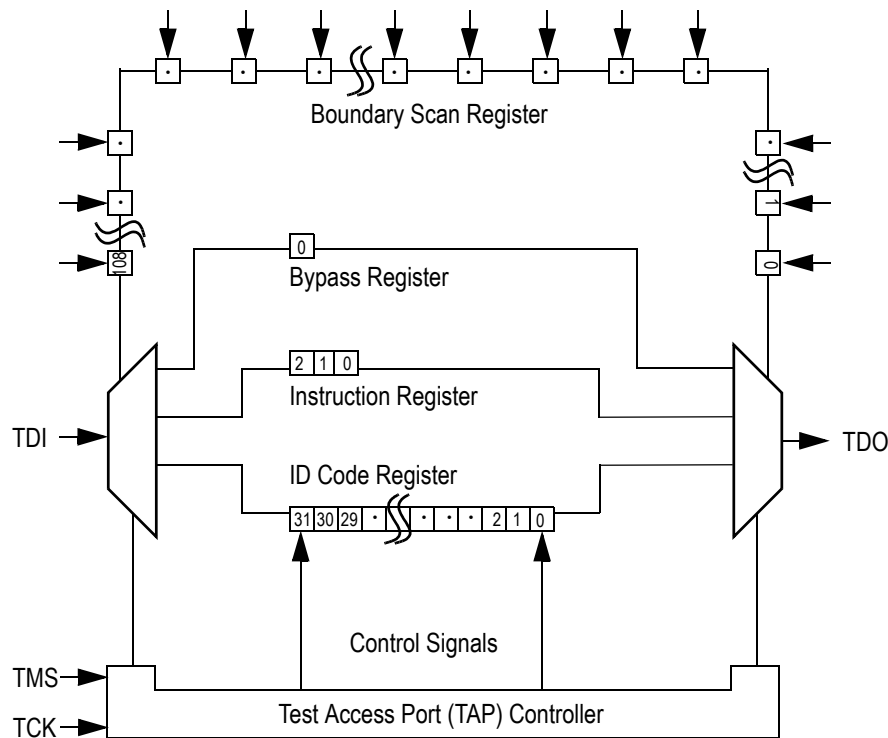 Boundary Scan Register
1
108
0
0
Bypass Register
2 1 0
Instruction Register
TDI
TDO
ID Code Register
31 30 29 · · · · 2 1 0
Control Signals
TMS
Test Access Port (TAP) Controller
TCK